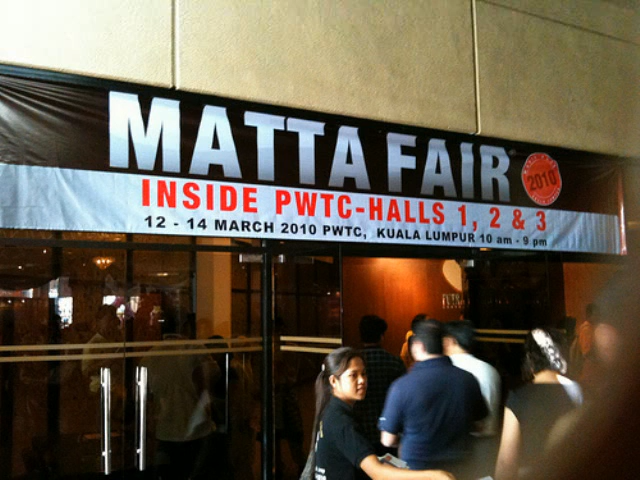 MATTA FAIR
2010
INSIDE PWTC-HALLS 1, 2 & 3
12 - 14 MARCH 2010 PWTC, KUALA LUMPUR 10 am - 9 pm